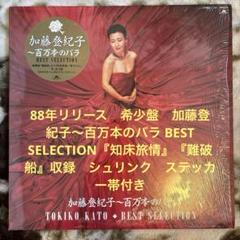 加藤登紀子
〜百万本のバラ
BEST SELECTION
88年リリース　希少盤　加藤登
紀子〜百万本のバラ BEST
SELECTION『知床旅情』『難破
船』収録　シュリンク　ステッカ
ー帯付き
加藤登紀子〜百万本のバラ
TOKIKO KATO ◆ BEST SELECTION